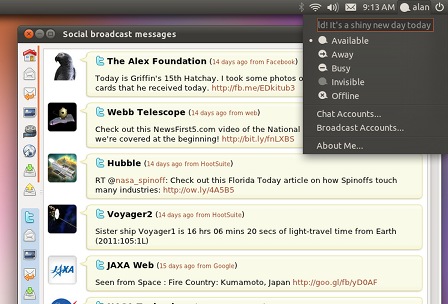 9:13 AM alan
ld! It's a shiny new day today
Available
Away
Busy
Invisible
Offline
Chat Accounts...
Broadcast Accounts...
About Me...
Social broadcast messages
The Alex Foundation (14 days ago from Facebook)
Today is Griffin's 15th Hatchay. I took some photos o
cards that he received today. http://fb.me/EDkitub3
Webb Telescope (14 days ago from web)
Check out this NewsFirst5.com video of the National
we're covered at the beginning! http://bit.ly/fnLXBS
Hubble (14 days ago from HootSuite)
RT @nasa_spinoff: Check out this Florida Today article on how Spinoffs touch
many industries: http://ow.ly/4A5B5
Voyager2 (14 days ago from HootSuite)
Sister ship Voyager1 is 16 hrs 06 mins 20 secs of light-travel time from Earth
(2011:105:1L)
JAXA
JAXA Web (15 days ago from Google)
Seen from Space : Fire Country: Kumamoto, Japan http://goo.gl/fb/yD0AF